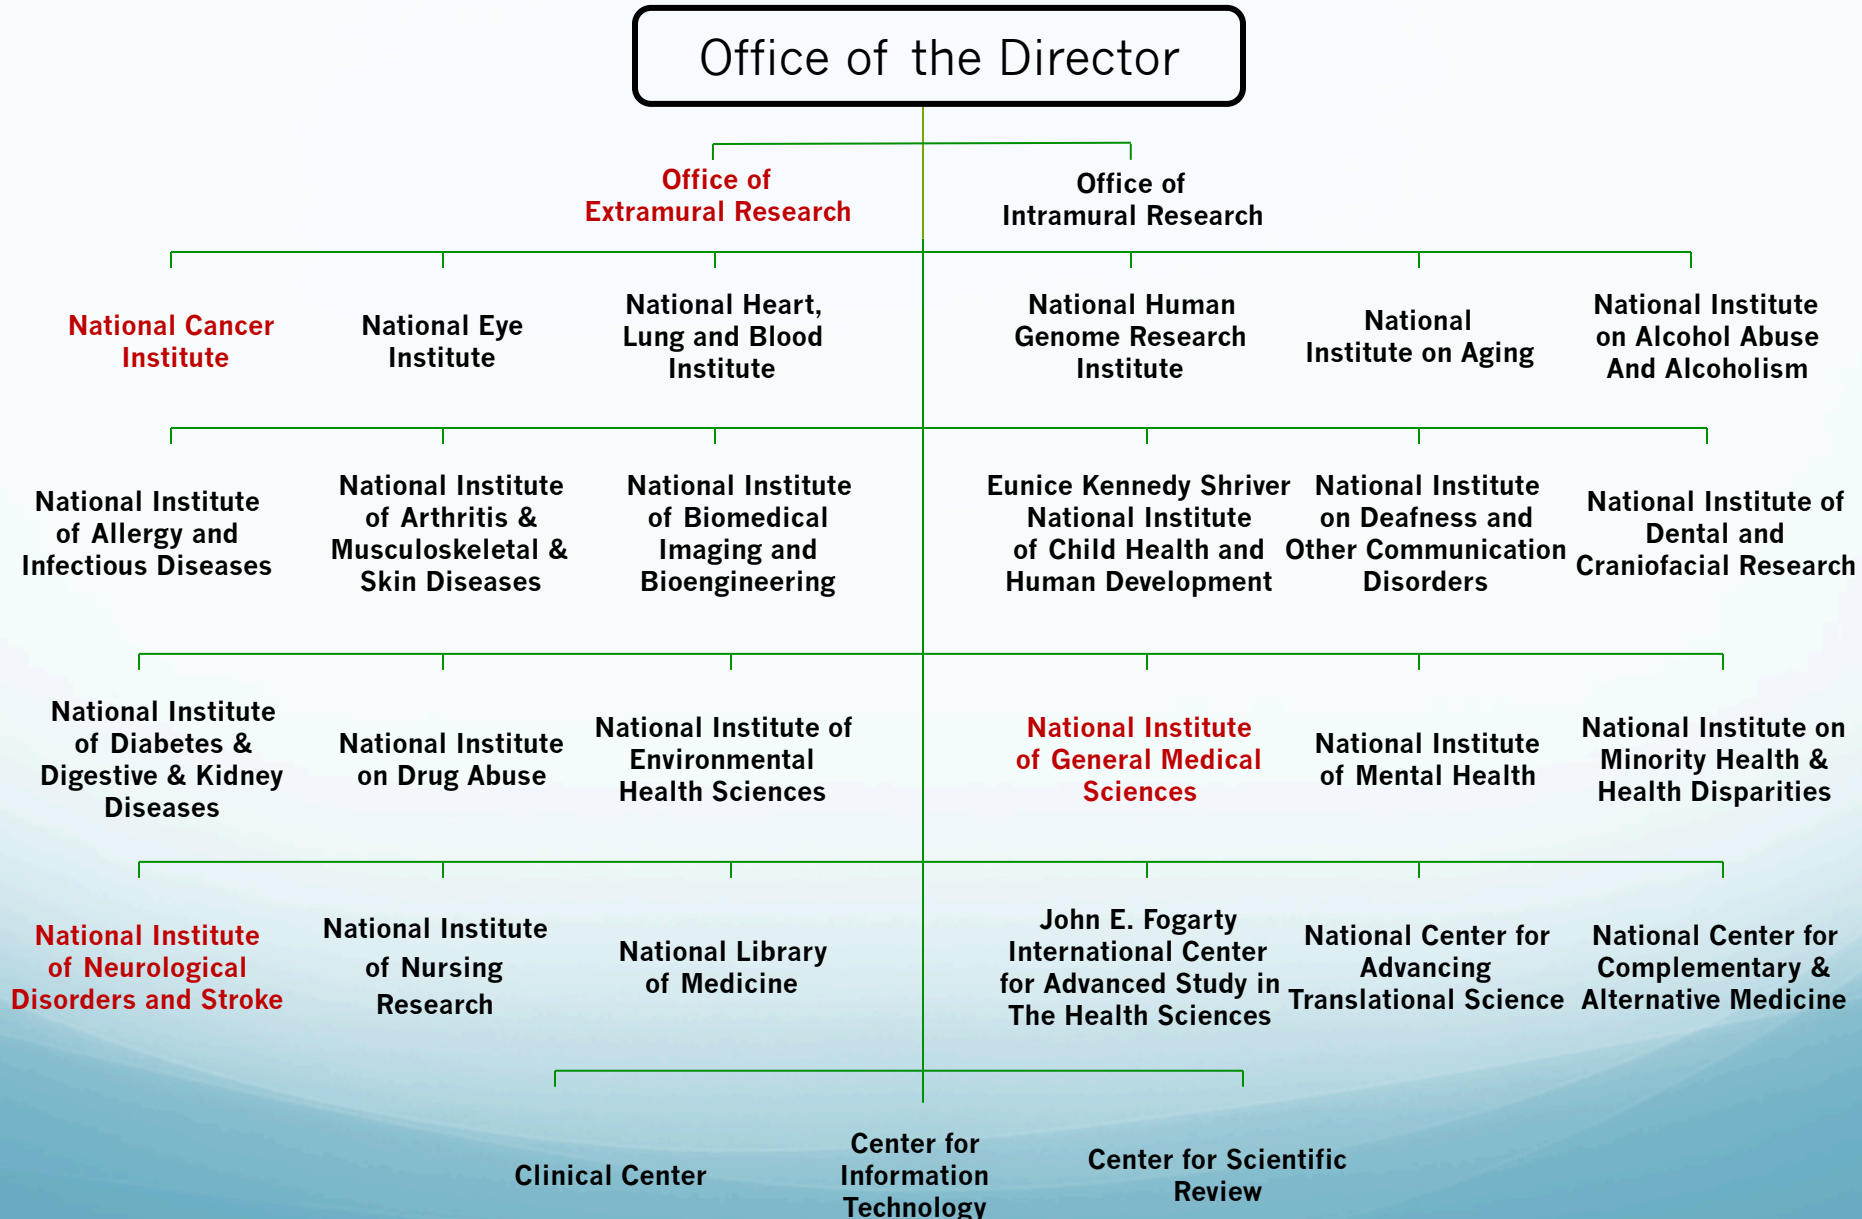 Office of the Director
Office of
Extramural Research
Office of
Intramural Research
National Cancer
Institute
National Eye
Institute
National Heart,
Lung and Blood
Institute
National Human
Genome Research
Institute
National
Institute on Aging
National Institute
on Alcohol Abuse
And Alcoholism
National Institute
of Allergy and
Infectious Diseases
National Institute
of Arthritis &
Musculoskeletal &
Skin Diseases
National Institute
of Biomedical
Imaging and
Bioengineering
Eunice Kennedy Shriver
National Institute
of Child Health and
Human Development
National Institute
on Deafness and
Other Communication
Disorders
National Institute of
Dental and
Craniofacial Research
National Institute
of Diabetes &
Digestive & Kidney
Diseases
National Institute
on Drug Abuse
National Institute of
Environmental
Health Sciences
National Institute
of General Medical
Sciences
National Institute
of Mental Health
National Institute on
Minority Health &
Health Disparities
National Institute
of Neurological
Disorders and Stroke
National Institute
of Nursing
Research
National Library
of Medicine
John E. Fogarty
International Center
for Advanced Study in
The Health Sciences
National Center for
Advancing
Translational Science
National Center for
Complementary &
Alternative Medicine
Clinical Center
Center for
Information
Technology
Center for Scientific
Review